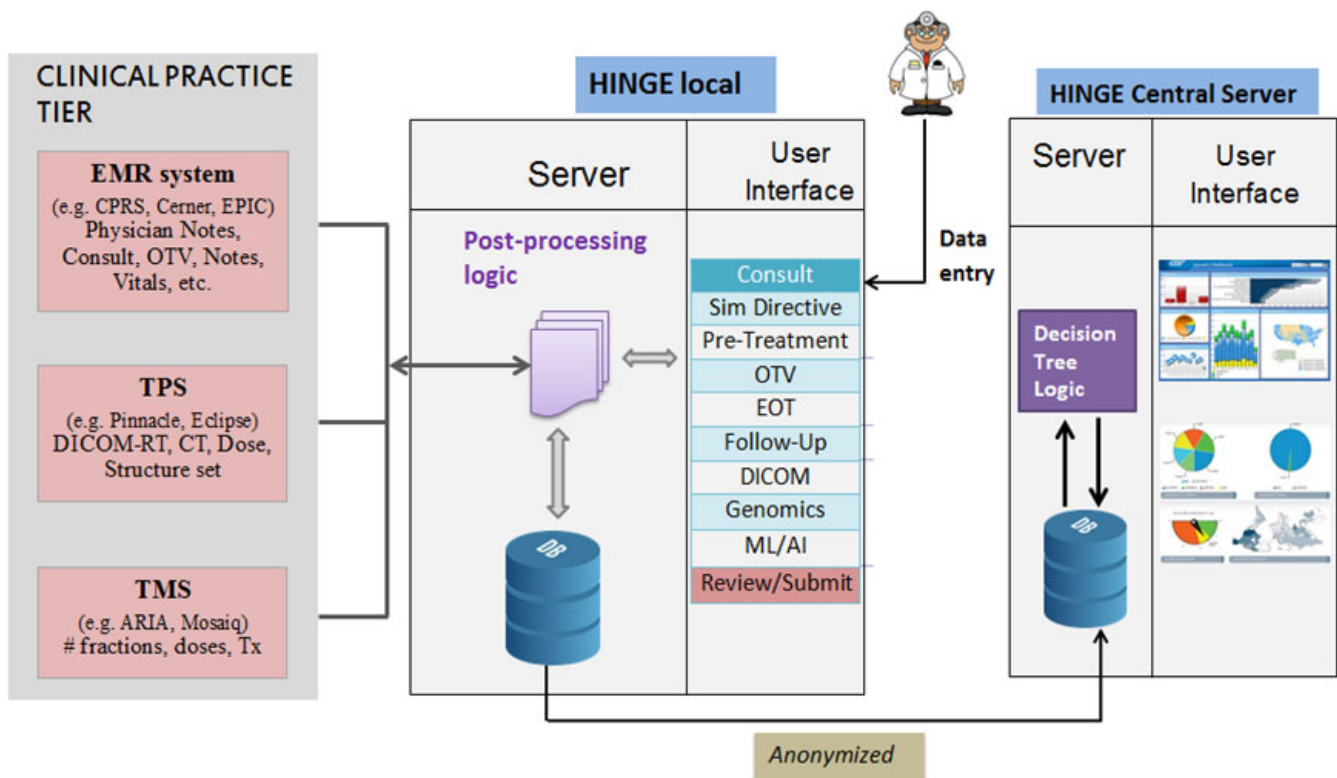 CLINICAL PRACTICE
TIER
EMR system
(e.g. CPRS, Cerner, EPIC)
Physician Notes,
Consult, OTV, Notes,
Vitals, etc.
TPS
(e.g. Pinnacle, Eclipse)
DICOM-RT, CT, Dose,
Structure set
TMS
(e.g. ARIA, Mosaiq)
# fractions, doses, Tx
HINGE local
Server
User
Interface
Post-processing
logic
DB
Consult
Sim Directive
Pre-Treatment
OTV
EOT
Follow-Up
DICOM
Genomics
ML/AI
Review/Submit
Data
entry
HINGE Central Server
Server
User
Interface
Decision
Tree
Logic
DB
Anonymized